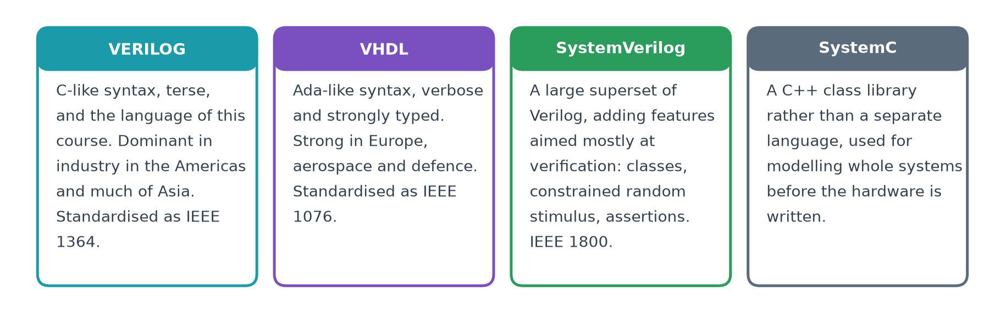 VERILOG
C-like syntax, terse,
and the language of this
course. Dominant in
industry in the Americas
and much of Asia.
Standardised as IEEE
1364.
VHDL
Ada-like syntax, verbose
and strongly typed.
Strong in Europe,
aerospace and defence.
Standardised as IEEE
1076.
SystemVerilog
A large superset of
Verilog, adding features
aimed mostly at
verification: classes,
constrained random
stimulus, assertions.
IEEE 1800.
SystemC
A C++ class library
rather than a separate
language, used for
modelling whole systems
before the hardware is
written.